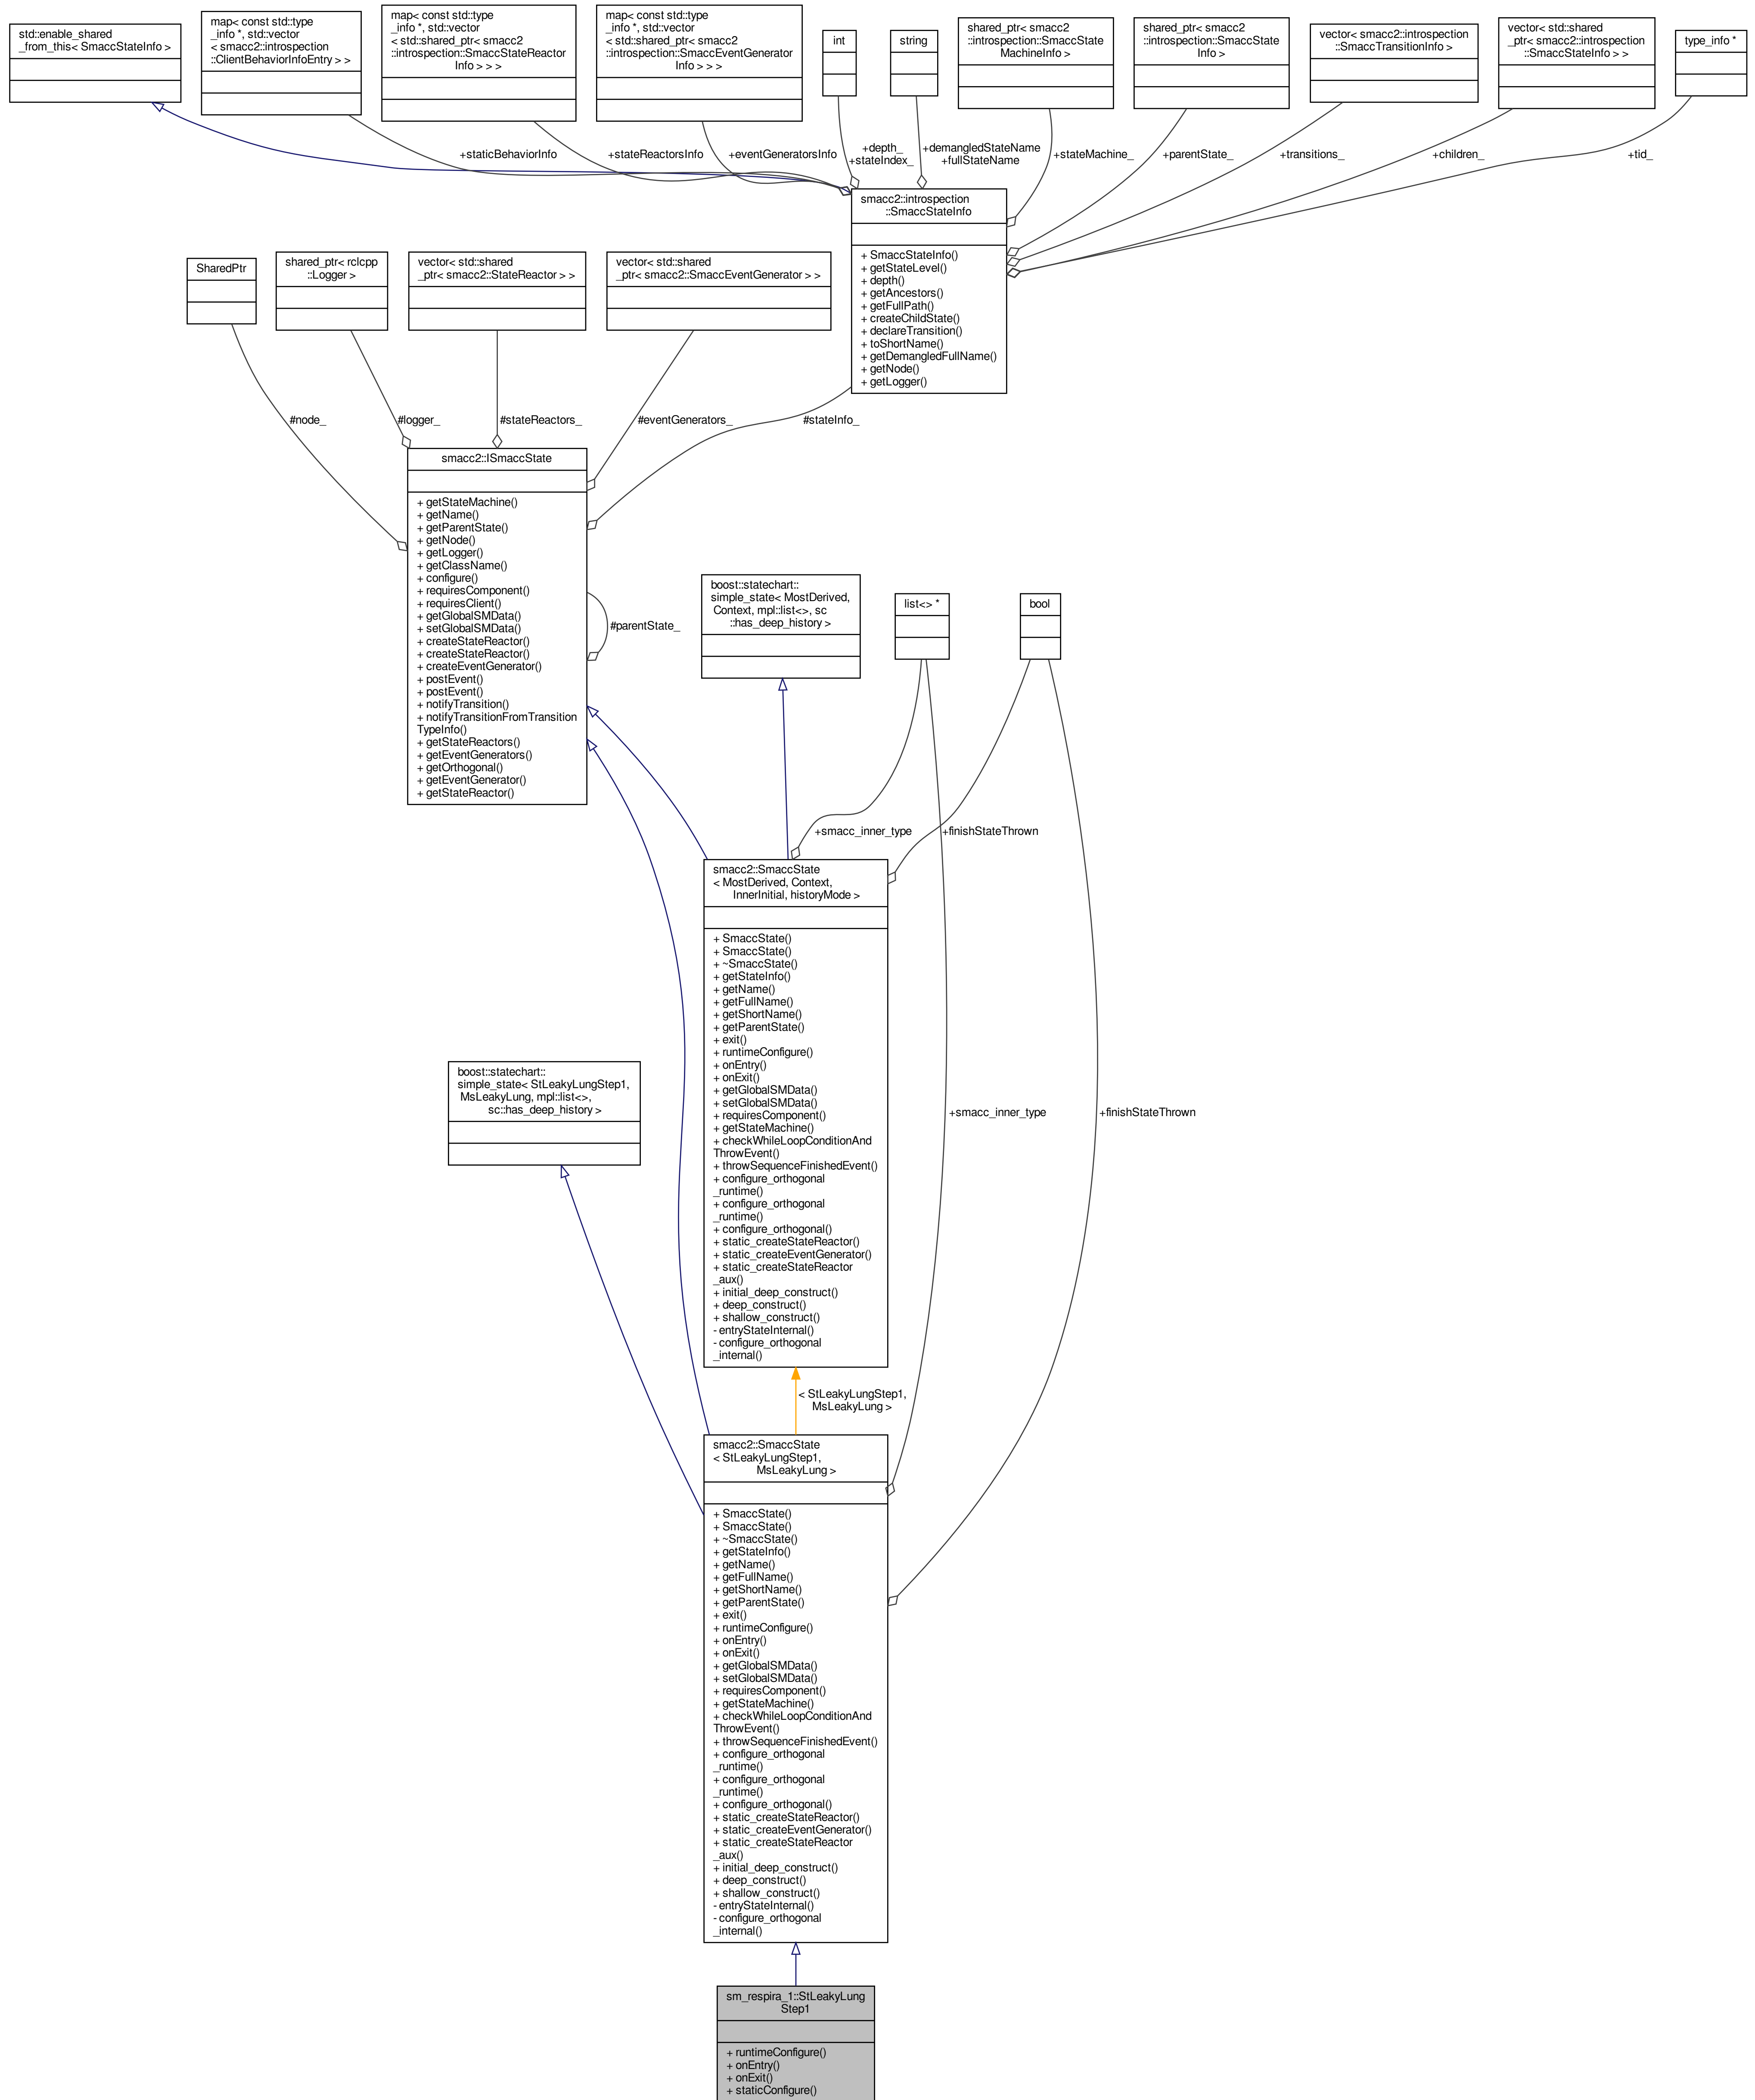 std::enable_shared
_from_this< SmaccStateInfo >
map< const std::type
_info *, std::vector
< smacc2::introspection
::ClientBehaviorInfoEntry > >
map< const std::type
_info *, std::vector
< std::shared_ptr< smacc2
::introspection::SmaccStateReactor
Info > > >
map< const std::type
_info *, std::vector
< std::shared_ptr< smacc2
::introspection::SmaccEventGenerator
Info > > >
int
string
shared_ptr< smacc2
::introspection::SmaccState
MachineInfo >
shared_ptr< smacc2
::introspection::SmaccState
Info >
vector< smacc2::introspection
::SmaccTransitionInfo >
vector< std::shared
_ptr< smacc2::introspection
::SmaccStateInfo > >
type_info *
+staticBehaviorInfo
+stateReactorsInfo
+eventGeneratorsInfo
+depth_
+stateIndex_
+demangledStateName
+fullStateName
+stateMachine_
+parentState_
+transitions_
+children_
+tid_
smacc2::introspection
::SmaccStateInfo
+ SmaccStateInfo()
+ getStateLevel()
+ depth()
+ getAncestors()
+ getFullPath()
+ createChildState()
+ declareTransition()
+ toShortName()
+ getDemangledFullName()
+ getNode()
+ getLogger()
SharedPtr
shared_ptr< rclcpp
::Logger >
vector< std::shared
_ptr< smacc2::StateReactor > >
vector< std::shared
_ptr< smacc2::SmaccEventGenerator > >
#node_
#logger_
#stateReactors_
#eventGenerators_
#stateInfo_
smacc2::ISmaccState
+ getStateMachine()
+ getName()
+ getParentState()
+ getNode()
+ getLogger()
+ getClassName()
+ configure()
+ requiresComponent()
+ requiresClient()
+ getGlobalSMData()
+ setGlobalSMData()
+ createStateReactor()
+ createStateReactor()
+ createEventGenerator()
+ postEvent()
+ postEvent()
+ notifyTransition()
+ notifyTransitionFromTransition
TypeInfo()
+ getStateReactors()
+ getEventGenerators()
+ getOrthogonal()
+ getEventGenerator()
+ getStateReactor()
#parentState_
boost::statechart::
simple_state< MostDerived,
Context, mpl::list<>, sc
::has_deep_history >
list<> *
bool
+smacc_inner_type
+finishStateThrown
smacc2::SmaccState
< MostDerived, Context,
InnerInitial, historyMode >
+ SmaccState()
+ SmaccState()
+ ~SmaccState()
+ getStateInfo()
+ getName()
+ getFullName()
+ getShortName()
+ getParentState()
+ exit()
+ runtimeConfigure()
+ onEntry()
+ onExit()
+ getGlobalSMData()
+ setGlobalSMData()
+ requiresComponent()
+ getStateMachine()
+ checkWhileLoopConditionAnd
ThrowEvent()
+ throwSequenceFinishedEvent()
+ configure_orthogonal
_runtime()
+ configure_orthogonal
_runtime()
+ configure_orthogonal()
+ static_createStateReactor()
+ static_createEventGenerator()
+ static_createStateReactor
_aux()
+ initial_deep_construct()
+ deep_construct()
+ shallow_construct()
- entryStateInternal()
- configure_orthogonal
_internal()
boost::statechart::
simple_state< StLeakyLungStep1,
MsLeakyLung, mpl::list<>,
sc::has_deep_history >
+smacc_inner_type
+finishStateThrown
< StLeakyLungStep1,
MsLeakyLung >
smacc2::SmaccState
< StLeakyLungStep1,
MsLeakyLung >
+ SmaccState()
+ SmaccState()
+ ~SmaccState()
+ getStateInfo()
+ getName()
+ getFullName()
+ getShortName()
+ getParentState()
+ exit()
+ runtimeConfigure()
+ onEntry()
+ onExit()
+ getGlobalSMData()
+ setGlobalSMData()
+ requiresComponent()
+ getStateMachine()
+ checkWhileLoopConditionAnd
ThrowEvent()
+ throwSequenceFinishedEvent()
+ configure_orthogonal
_runtime()
+ configure_orthogonal
_runtime()
+ configure_orthogonal()
+ static_createStateReactor()
+ static_createEventGenerator()
+ static_createStateReactor
_aux()
+ initial_deep_construct()
+ deep_construct()
+ shallow_construct()
- entryStateInternal()
- configure_orthogonal
_internal()
sm_respira_1::StLeakyLung
Step1
+ runtimeConfigure()
+ onEntry()
+ onExit()
+ staticConfigure()